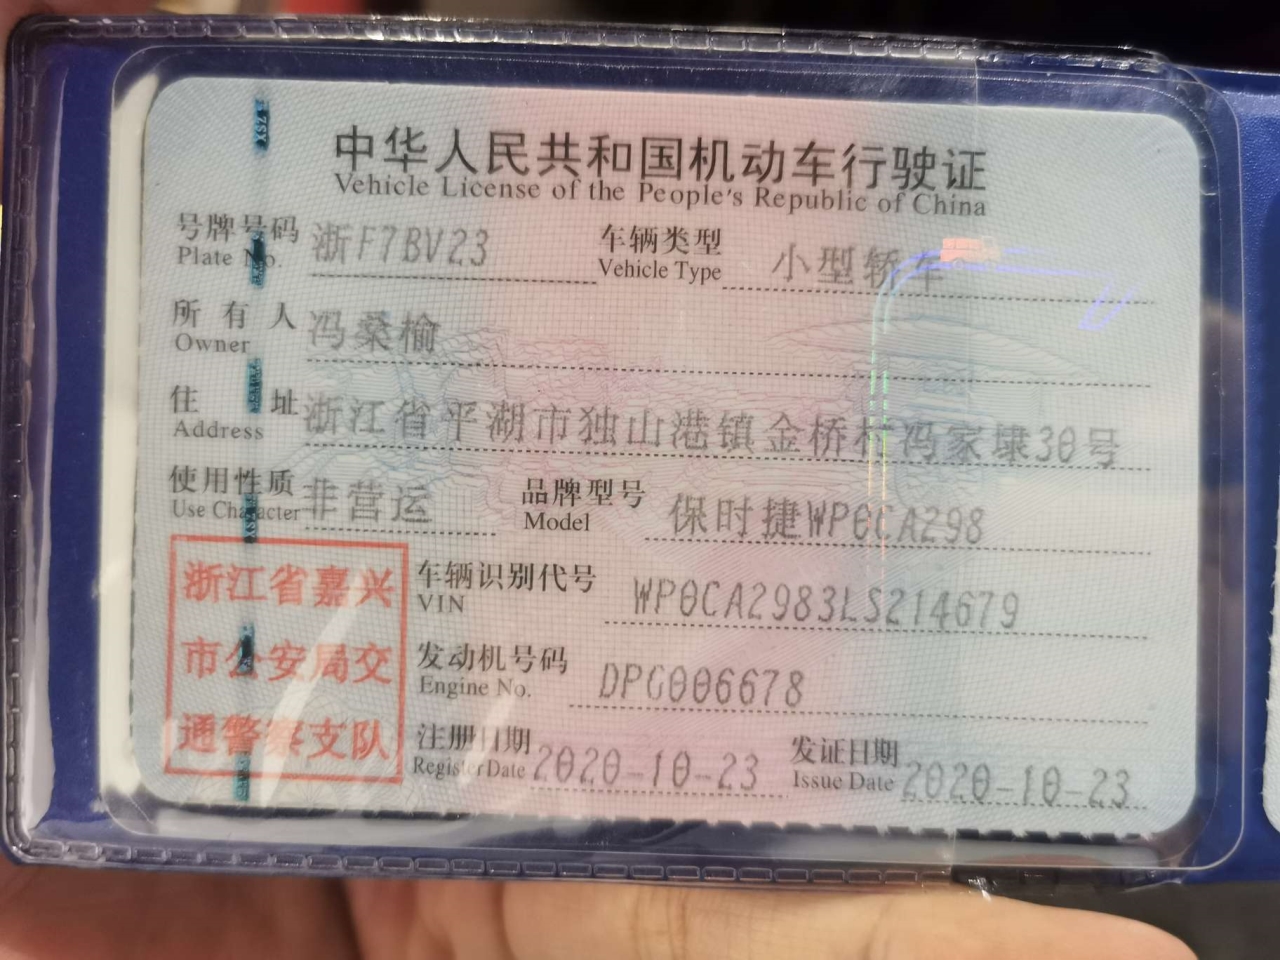 中华人民共和国机动车行驶证
Vehicle License of the People's Republic of China
号牌号码 浙F7BV23 车辆类型 小型轿车
Plate No. Vehicle Type
所有人 冯桑榆
Owner
住址 浙江省平湖市独山港镇金桥村冯家埭30号
Address
使用性质 非营运 品牌型号 保时捷WP0CA298
Use Character Model
浙江省嘉兴
市公安局交
通警察支队
车辆识别代号 WP0CA2983LS214679
VIN
发动机号码 DPG006678
Engine No.
注册日期 2020-10-23 发证日期 2020-10-23
Register Date Issue Date